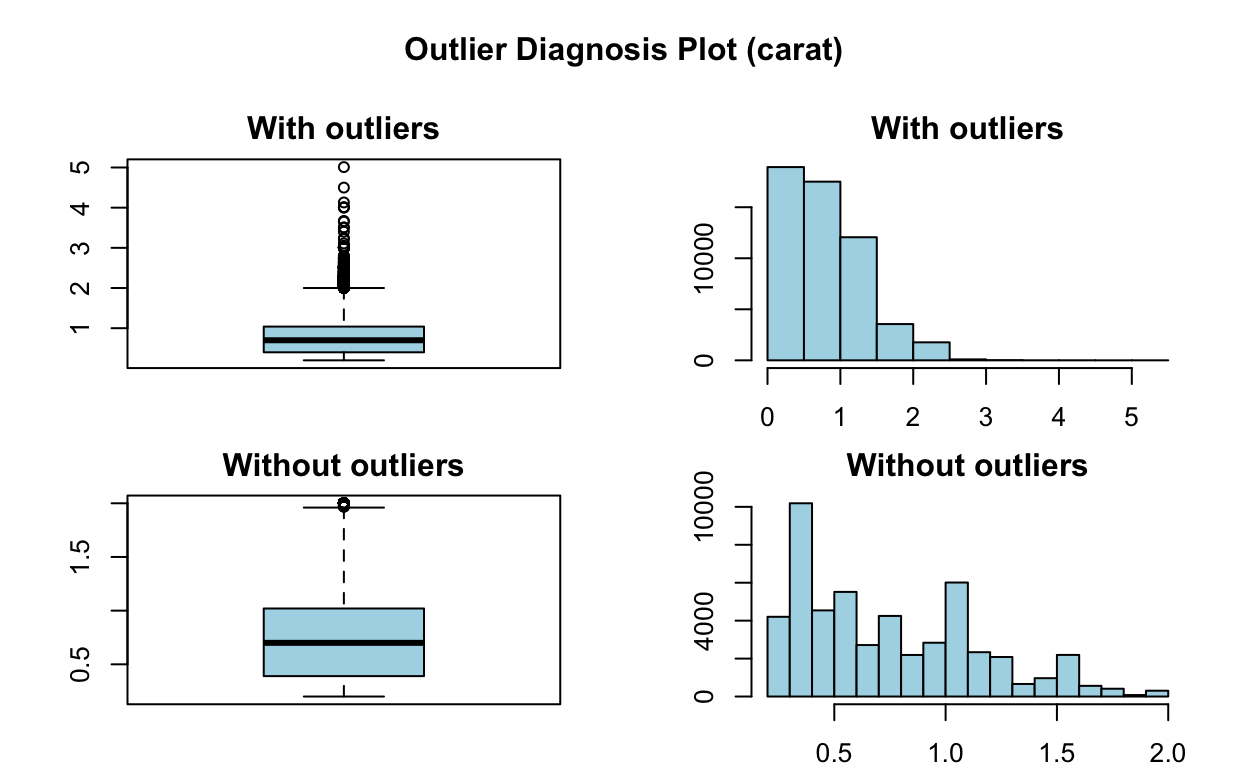 Outlier Diagnosis Plot (carat)
With outliers
5
4
3
2
1
With outliers
10000
0
0 1 2 3 4 5
Without outliers
1.5
0.5
Without outliers
10000
4000
0
0.5 1.0 1.5 2.0